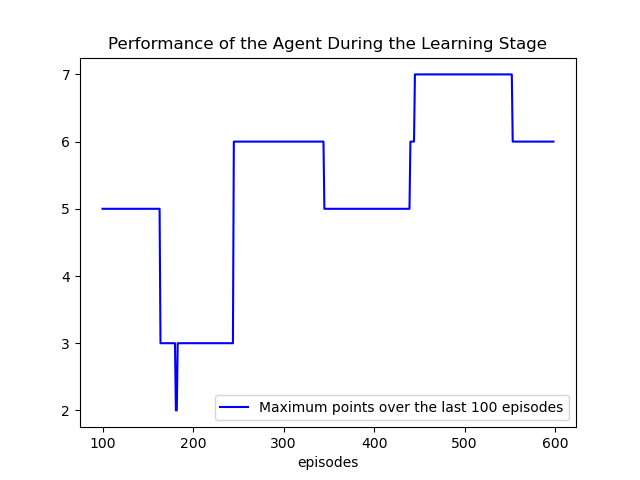 Performance of the Agent During the Learning Stage
7
6
5
4
3
2
Maximum points over the last 100 episodes
100 200 300 400 500 600
episodes